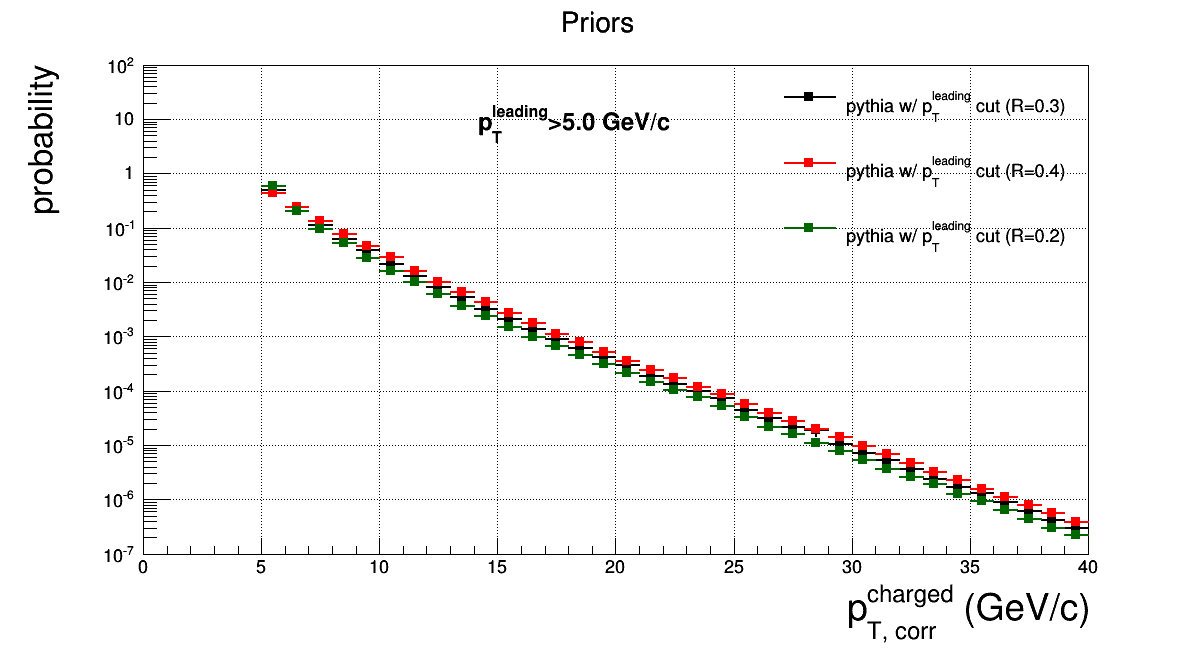 Priors
probability
10²
10
1
10⁻¹
10⁻²
10⁻³
10⁻⁴
10⁻⁵
10⁻⁶
10⁻⁷
p_T^leading>5.0 GeV/c
pythia w/ p_T^leading cut (R=0.3)
pythia w/ p_T^leading cut (R=0.4)
pythia w/ p_T^leading cut (R=0.2)
0 5 10 15 20 25 30 35 40
p_T, corr^charged (GeV/c)